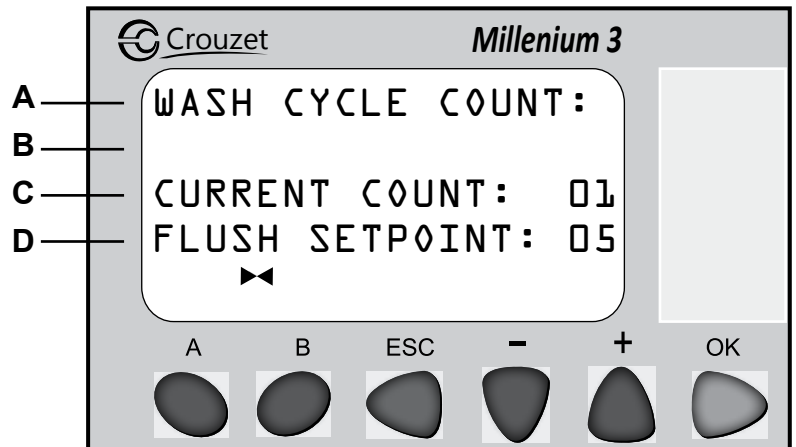 Crouzet Millenium 3
A WASH CYCLE COUNT:
B
C CURRENT COUNT: 01
D FLUSH SETPOINT: 05
A B ESC - + OK